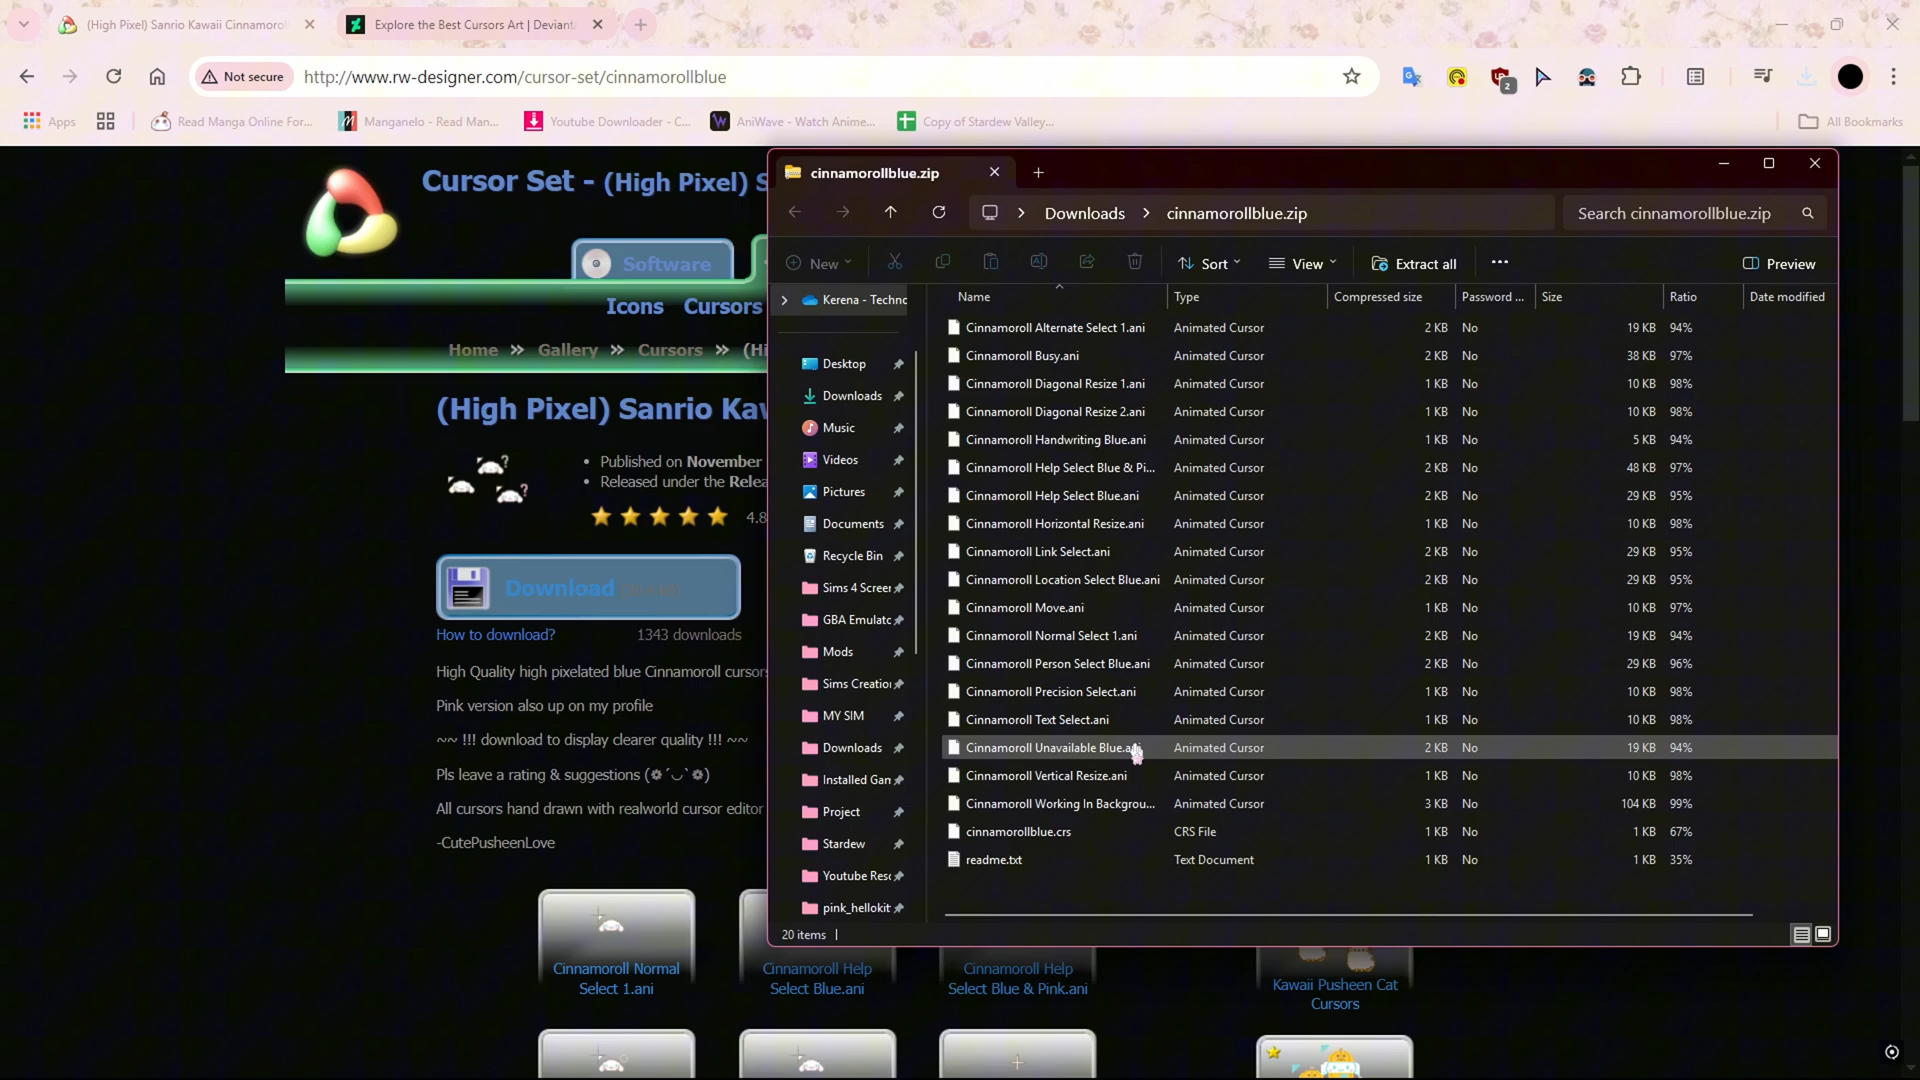 (High Pixel) Sanrio Kawaii Cinnamorol
Explore the Best Cursors Art | Deviant
Not secure
http://www.rw-designer.com/cursor-set/cinnamorollblue
2
Apps
Read Manga Online For...
Manganelo - Read Man...
Youtube Downloader - C...
AniWave - Watch Anime...
Copy of Stardew Valley...
All Bookmarks
Cursor Set - (High Pixel) S
Software
Icons Cursors
Home » Gallery » Cursors » (Hi
(High Pixel) Sanrio Kaw
Published on November
Released under the Relea
4.8
Download
How to download?
1343 downloads
High Quality high pixelated blue Cinnamoroll cursors
Pink version also up on my profile
~~ !!! download to display clearer quality !!! ~~
Pls leave a rating & suggestions (❁´◡`❁)
All cursors hand drawn with realworld cursor editor
-CutePusheenLove
Cinnamoroll Normal
Select 1.ani
Cinnamoroll Help
Select Blue.ani
Cinnamoroll Help
Select Blue & Pink.ani
Kawaii Pusheen Cat
Cursors
cinnamorollblue.zip
Downloads > cinnamorollblue.zip
Search cinnamorollblue.zip
New
Sort
View
Extract all
Preview
Kerena - Techno
Desktop
Downloads
Music
Videos
Pictures
Documents
Recycle Bin
Sims 4 Screer
GBA Emulatc
Mods
Sims Creatior
MY SIM
Downloads
Installed Gan
Project
Stardew
Youtube Resc
pink_hellokit
Name Type Compressed size Password ... Size Ratio Date modified
Cinnamoroll Alternate Select 1.ani Animated Cursor 2 KB No 19 KB 94%
Cinnamoroll Busy.ani Animated Cursor 2 KB No 38 KB 97%
Cinnamoroll Diagonal Resize 1.ani Animated Cursor 1 KB No 10 KB 98%
Cinnamoroll Diagonal Resize 2.ani Animated Cursor 1 KB No 10 KB 98%
Cinnamoroll Handwriting Blue.ani Animated Cursor 1 KB No 5 KB 94%
Cinnamoroll Help Select Blue & Pi... Animated Cursor 2 KB No 48 KB 97%
Cinnamoroll Help Select Blue.ani Animated Cursor 2 KB No 29 KB 95%
Cinnamoroll Horizontal Resize.ani Animated Cursor 1 KB No 10 KB 98%
Cinnamoroll Link Select.ani Animated Cursor 2 KB No 29 KB 95%
Cinnamoroll Location Select Blue.ani Animated Cursor 2 KB No 29 KB 95%
Cinnamoroll Move.ani Animated Cursor 1 KB No 10 KB 97%
Cinnamoroll Normal Select 1.ani Animated Cursor 2 KB No 19 KB 94%
Cinnamoroll Person Select Blue.ani Animated Cursor 2 KB No 29 KB 96%
Cinnamoroll Precision Select.ani Animated Cursor 1 KB No 10 KB 98%
Cinnamoroll Text Select.ani Animated Cursor 1 KB No 10 KB 98%
Cinnamoroll Unavailable Blue.ani Animated Cursor 2 KB No 19 KB 94%
Cinnamoroll Vertical Resize.ani Animated Cursor 1 KB No 10 KB 98%
Cinnamoroll Working In Backgrou... Animated Cursor 3 KB No 104 KB 99%
cinnamorollblue.crs CRS File 1 KB No 1 KB 67%
readme.txt Text Document 1 KB No 1 KB 35%
20 items